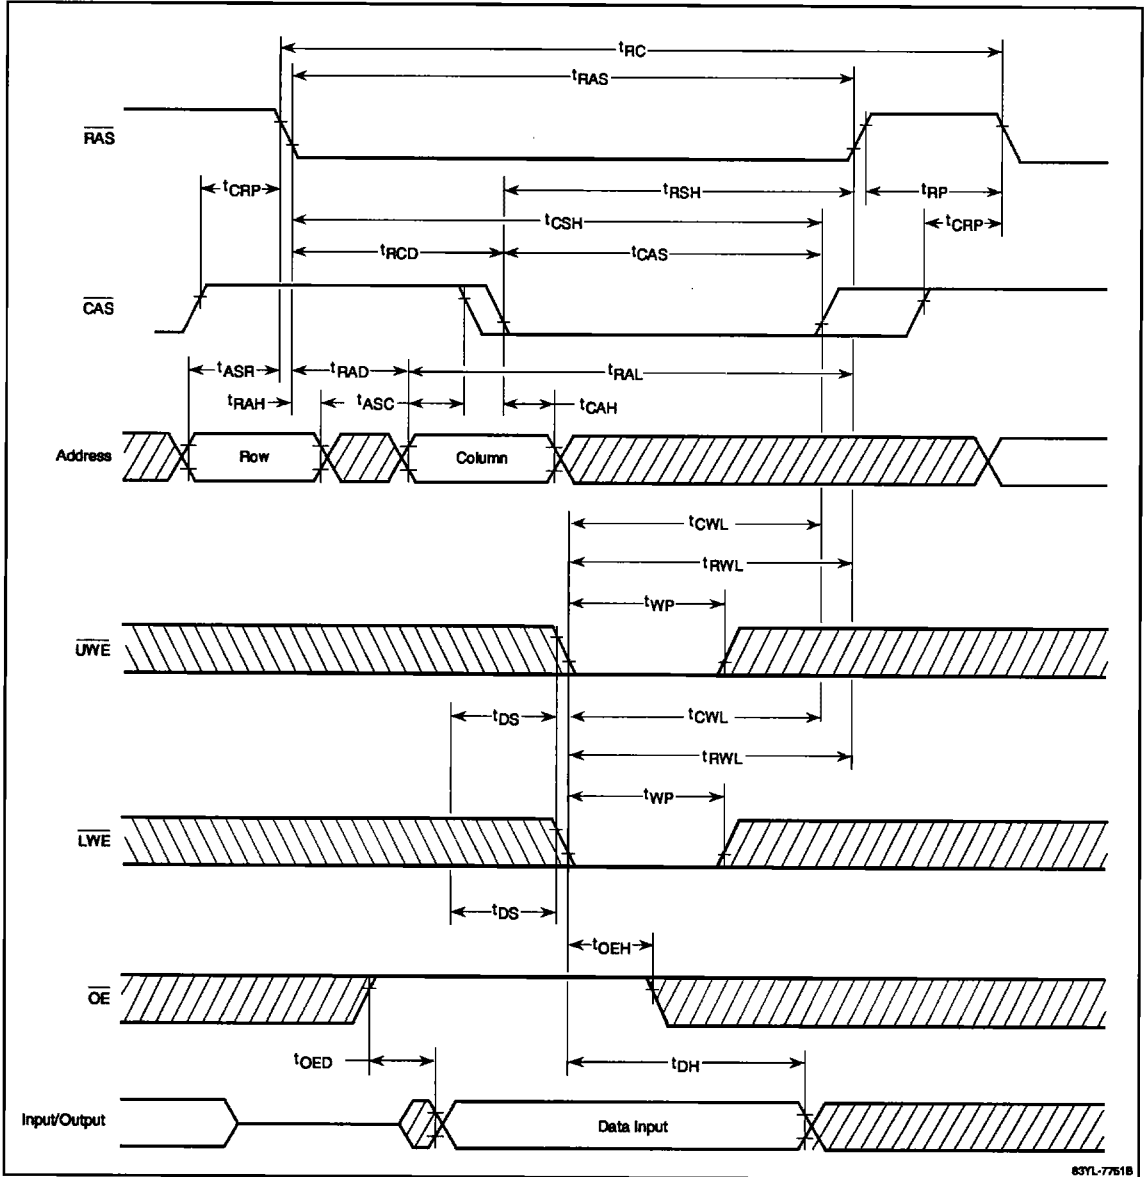 tRC
tRAS
RAS
tCRP
tRSH
tRP
tCSH
tCRP
tRCD
tCAS
CAS
tASR
tRAD
tRAL
tRAH
tASC
tCAH
Address
Row
Column
tCWL
tRWL
tWP
UWE
tDS
tCWL
tRWL
tWP
LWE
tDS
tOEH
OE
tOED
tDH
Input/Output
Data Input
83YL-7751B